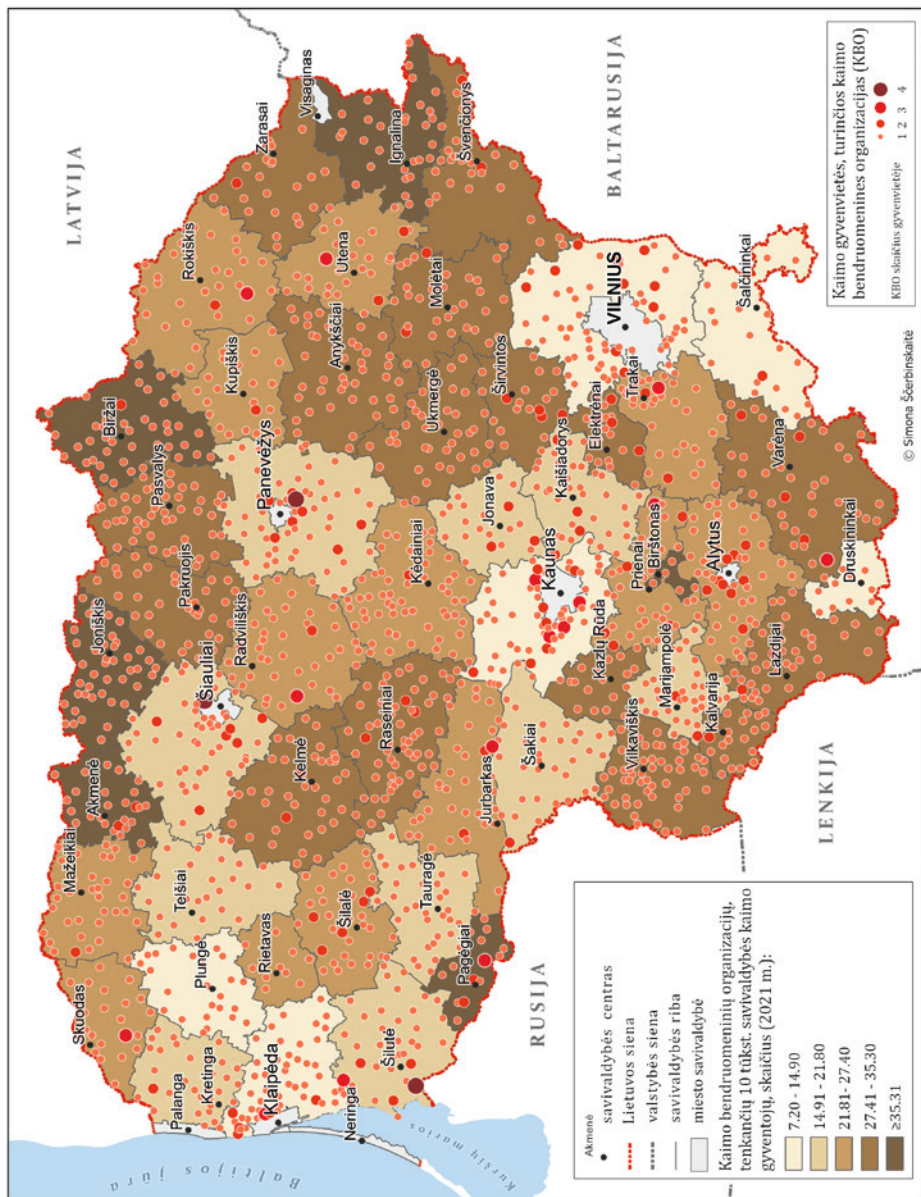 LATVIJA
BALTARUSIJA
LENKIJA
RUSIJA
Baltijos jūra
Kuršių marios
Skuodas
Mažeikiai
Akmenė
Joniškis
Biržai
Pasvalys
Pakruojis
Rokiškis
Zarasai
Visaginas
Ignalina
Švenčionys
Utena
Kupiškis
Panevėžys
Anykščiai
Molėtai
Ukmergė
Širvintos
Šiauliai
Radviliškis
Telšiai
Plungė
Palanga
Kretinga
Klaipėda
Neringa
Rietavas
Šilalė
Kelmė
Raseiniai
Kėdainiai
Jonava
Kaišiadorys
Elektrėnai
Trakai
VILNIUS
Šalčininkai
Šilutė
Pagėgiai
Tauragė
Jurbarkas
Šakiai
Kaunas
Kazlų Rūda
Prienai
Birštonas
Vilkaviškis
Marijampolė
Kalvarija
Alytus
Lazdijai
Varėna
Druskininkai
Akmenė
savivaldybės centras
Lietuvos siena
valstybės siena
savivaldybės riba
miesto savivaldybė
Kaimo bendruomeninių organizacijų,
tenkančių 10 tūkst. savivaldybės kaimo
gyventojų, skaičius (2021 m.):
7.20 - 14.90
14.91 - 21.80
21.81 - 27.40
27.41 - 35.30
≥35.31
© Simona Ščerbinskaitė
Kaimo gyvenvietės, turinčios kaimo
bendruomenines organizacijas (KBO)
KBO skaičius gyvenvietėje
1 2 3 4